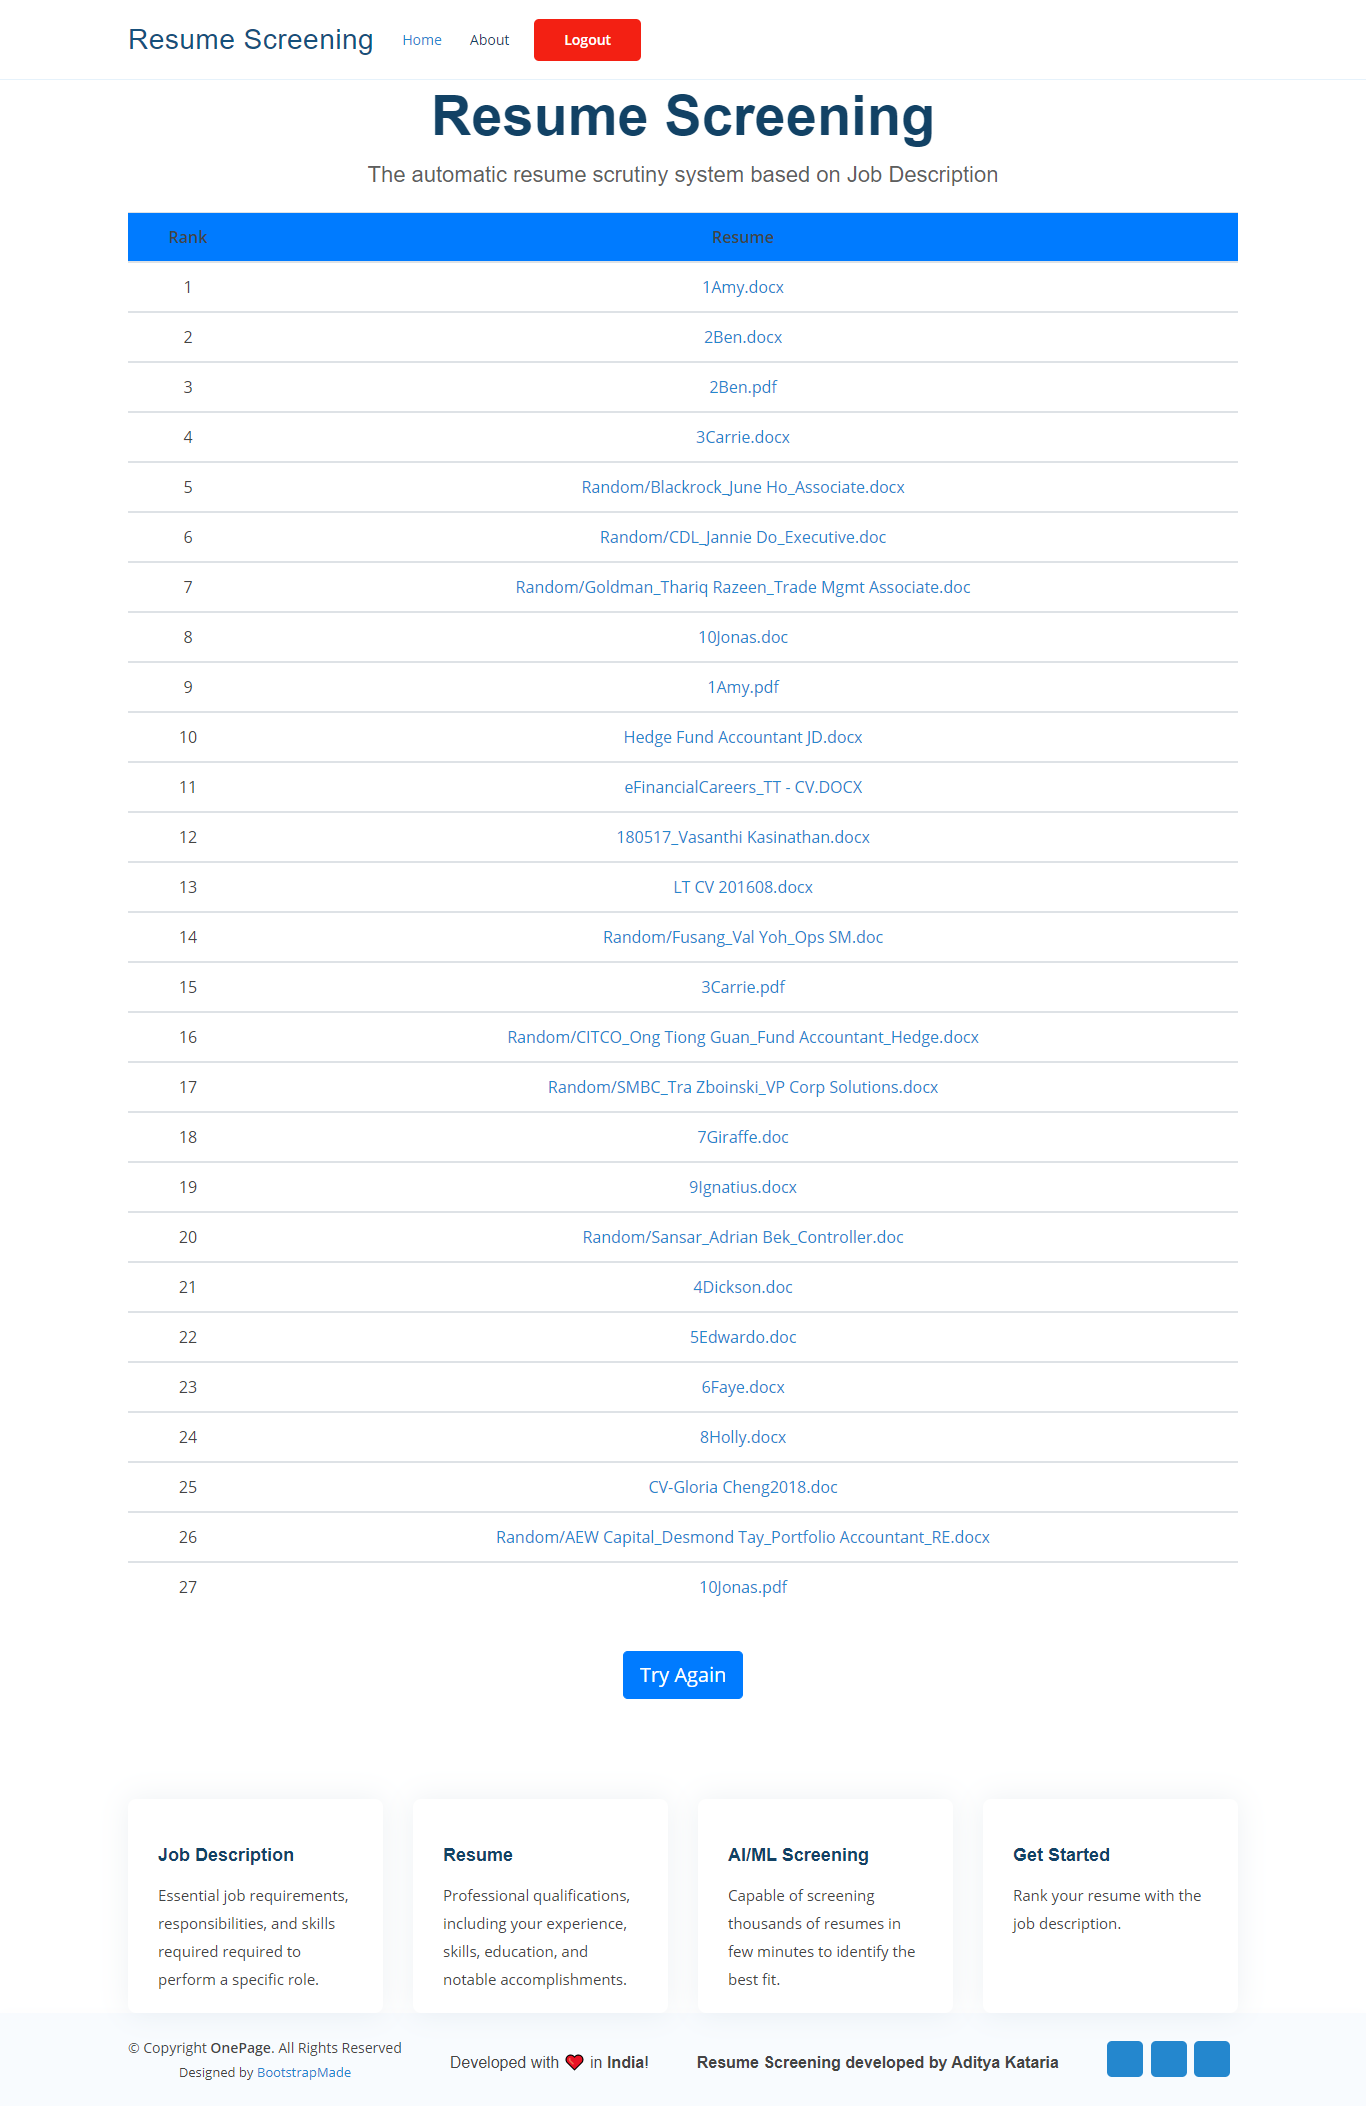 Resume Screening Home About Logout
Resume Screening
The automatic resume scrutiny system based on Job Description
Rank Resume
1 1Amy.docx
2 2Ben.docx
3 2Ben.pdf
4 3Carrie.docx
5 Random/Blackrock_June Ho_Associate.docx
6 Random/CDL_Jannie Do_Executive.doc
7 Random/Goldman_Thariq Razeen_Trade Mgmt Associate.doc
8 10Jonas.doc
9 1Amy.pdf
10 Hedge Fund Accountant JD.docx
11 eFinancialCareers_TT - CV.DOCX
12 180517_Vasanthi Kasinathan.docx
13 LT CV 201608.docx
14 Random/Fusang_Val Yoh_Ops SM.doc
15 3Carrie.pdf
16 Random/CITCO_Ong Tiong Guan_Fund Accountant_Hedge.docx
17 Random/SMBC_Tra Zboinski_VP Corp Solutions.docx
18 7Giraffe.doc
19 9Ignatius.docx
20 Random/Sansar_Adrian Bek_Controller.doc
21 4Dickson.doc
22 5Edwardo.doc
23 6Faye.docx
24 8Holly.docx
25 CV-Gloria Cheng2018.doc
26 Random/AEW Capital_Desmond Tay_Portfolio Accountant_RE.docx
27 10Jonas.pdf
Try Again
Job Description
Essential job requirements,
responsibilities, and skills
required required to
perform a specific role.
Resume
Professional qualifications,
including your experience,
skills, education, and
notable accomplishments.
AI/ML Screening
Capable of screening
thousands of resumes in
few minutes to identify the
best fit.
Get Started
Rank your resume with the
job description.
© Copyright OnePage. All Rights Reserved
Designed by BootstrapMade
Developed with ❤ in India!
Resume Screening developed by Aditya Kataria